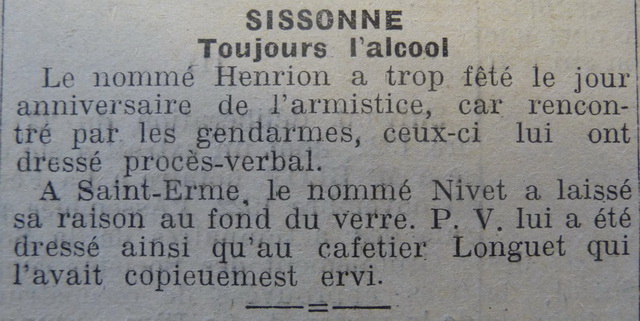 SISSONNE
Toujours l'alcool
Le nommé Henrion a trop fêté le jour
anniversaire de l'armistice, car rencon-
tré par les gendarmes, ceux-ci lui ont
dressé procès-verbal.
A Saint-Erme, le nommé Nivet a laissé
sa raison au fond du verre. P. V. lui a été
dressé ainsi qu'au cafetier Longuet qui
l'avait copieuemest ervi.